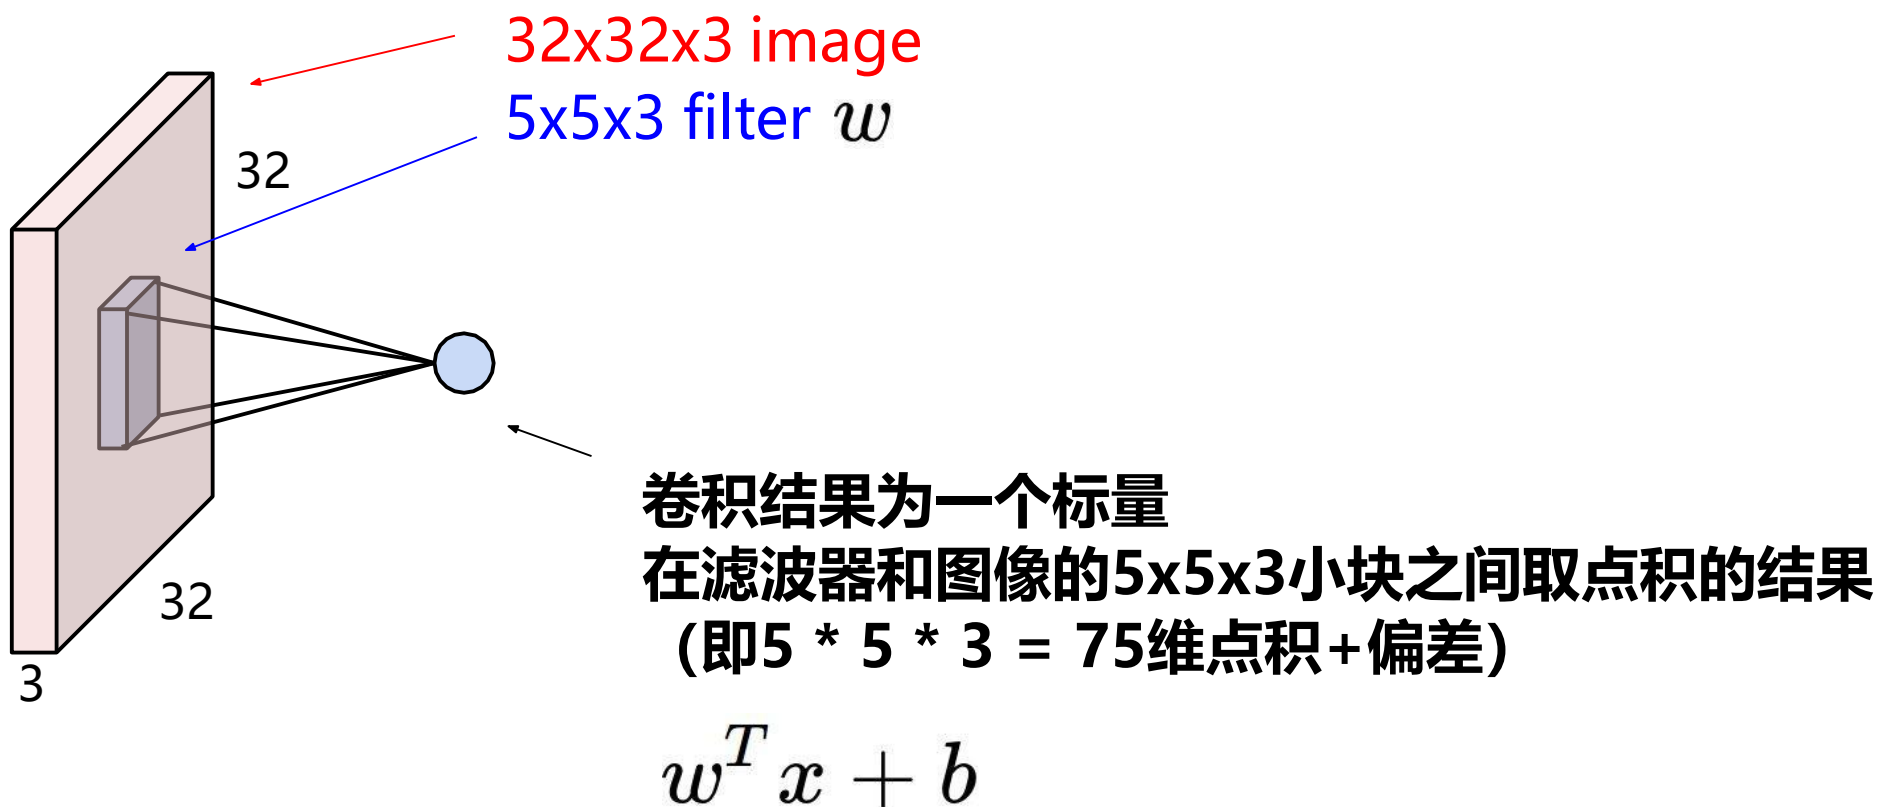 32x32x3 image
5x5x3 filter w
32
32
3
卷积结果为一个标量
在滤波器和图像的5x5x3小块之间取点积的结果
（即5 * 5 * 3 = 75维点积+偏差）
w^T x + b